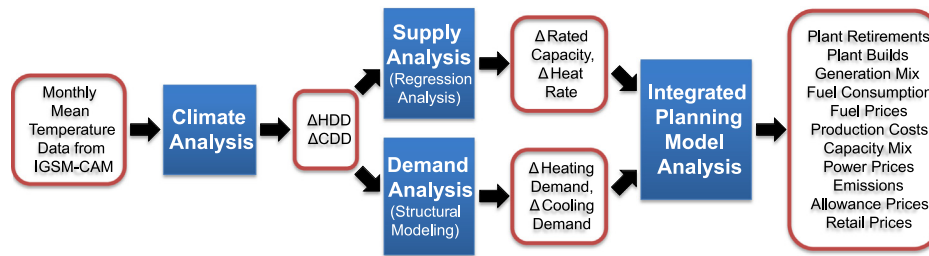 Monthly
Mean
Temperature
Data from
IGSM-CAM
Climate
Analysis
ΔHDD
ΔCDD
Supply
Analysis
(Regression
Analysis)
Δ Rated
Capacity,
Δ Heat
Rate
Demand
Analysis
(Structural
Modeling)
Δ Heating
Demand,
Δ Cooling
Demand
Integrated
Planning
Model
Analysis
Plant Retirements
Plant Builds
Generation Mix
Fuel Consumption
Fuel Prices
Production Costs
Capacity Mix
Power Prices
Emissions
Allowance Prices
Retail Prices